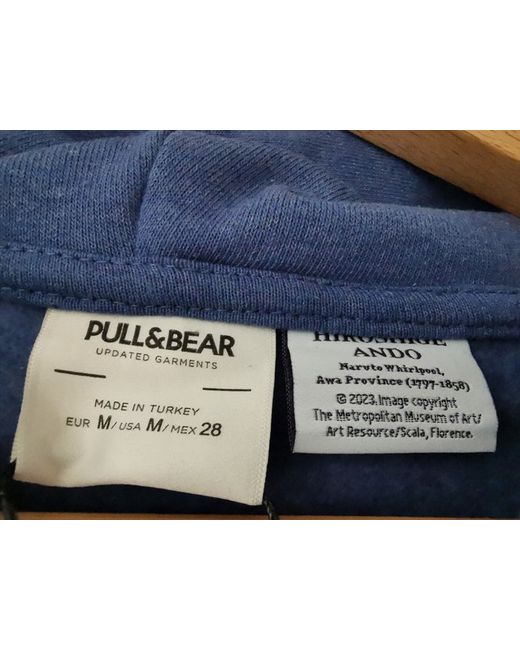 PULL&BEAR
UPDATED GARMENTS
MADE IN TURKEY
EUR M/USA M/MEX 28
HIROSHIGE
ANDO
Naruto Whirlpool,
Awa Province (1797-1858)
© 2023. Image copyright
The Metropolitan Museum of Art/
Art Resource/Scala, Florence.